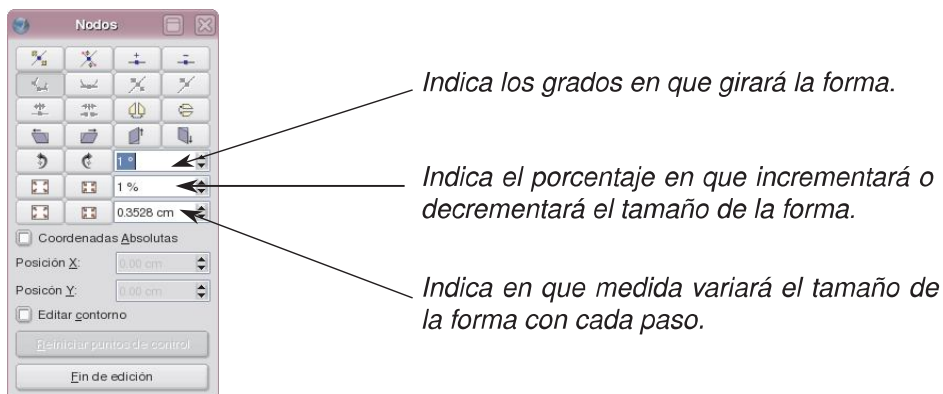 Nodos
Indica los grados en que girará la forma.
1 °
Indica el porcentaje en que incrementará o
decrementará el tamaño de la forma.
1 %
0.3528 cm
Coordenadas Absolutas
Posición X:
0.00 cm
Posicón Y:
0.00 cm
Indica en que medida variará el tamaño de
la forma con cada paso.
Editar contorno
Reiniciar puntos de control
Fin de edición